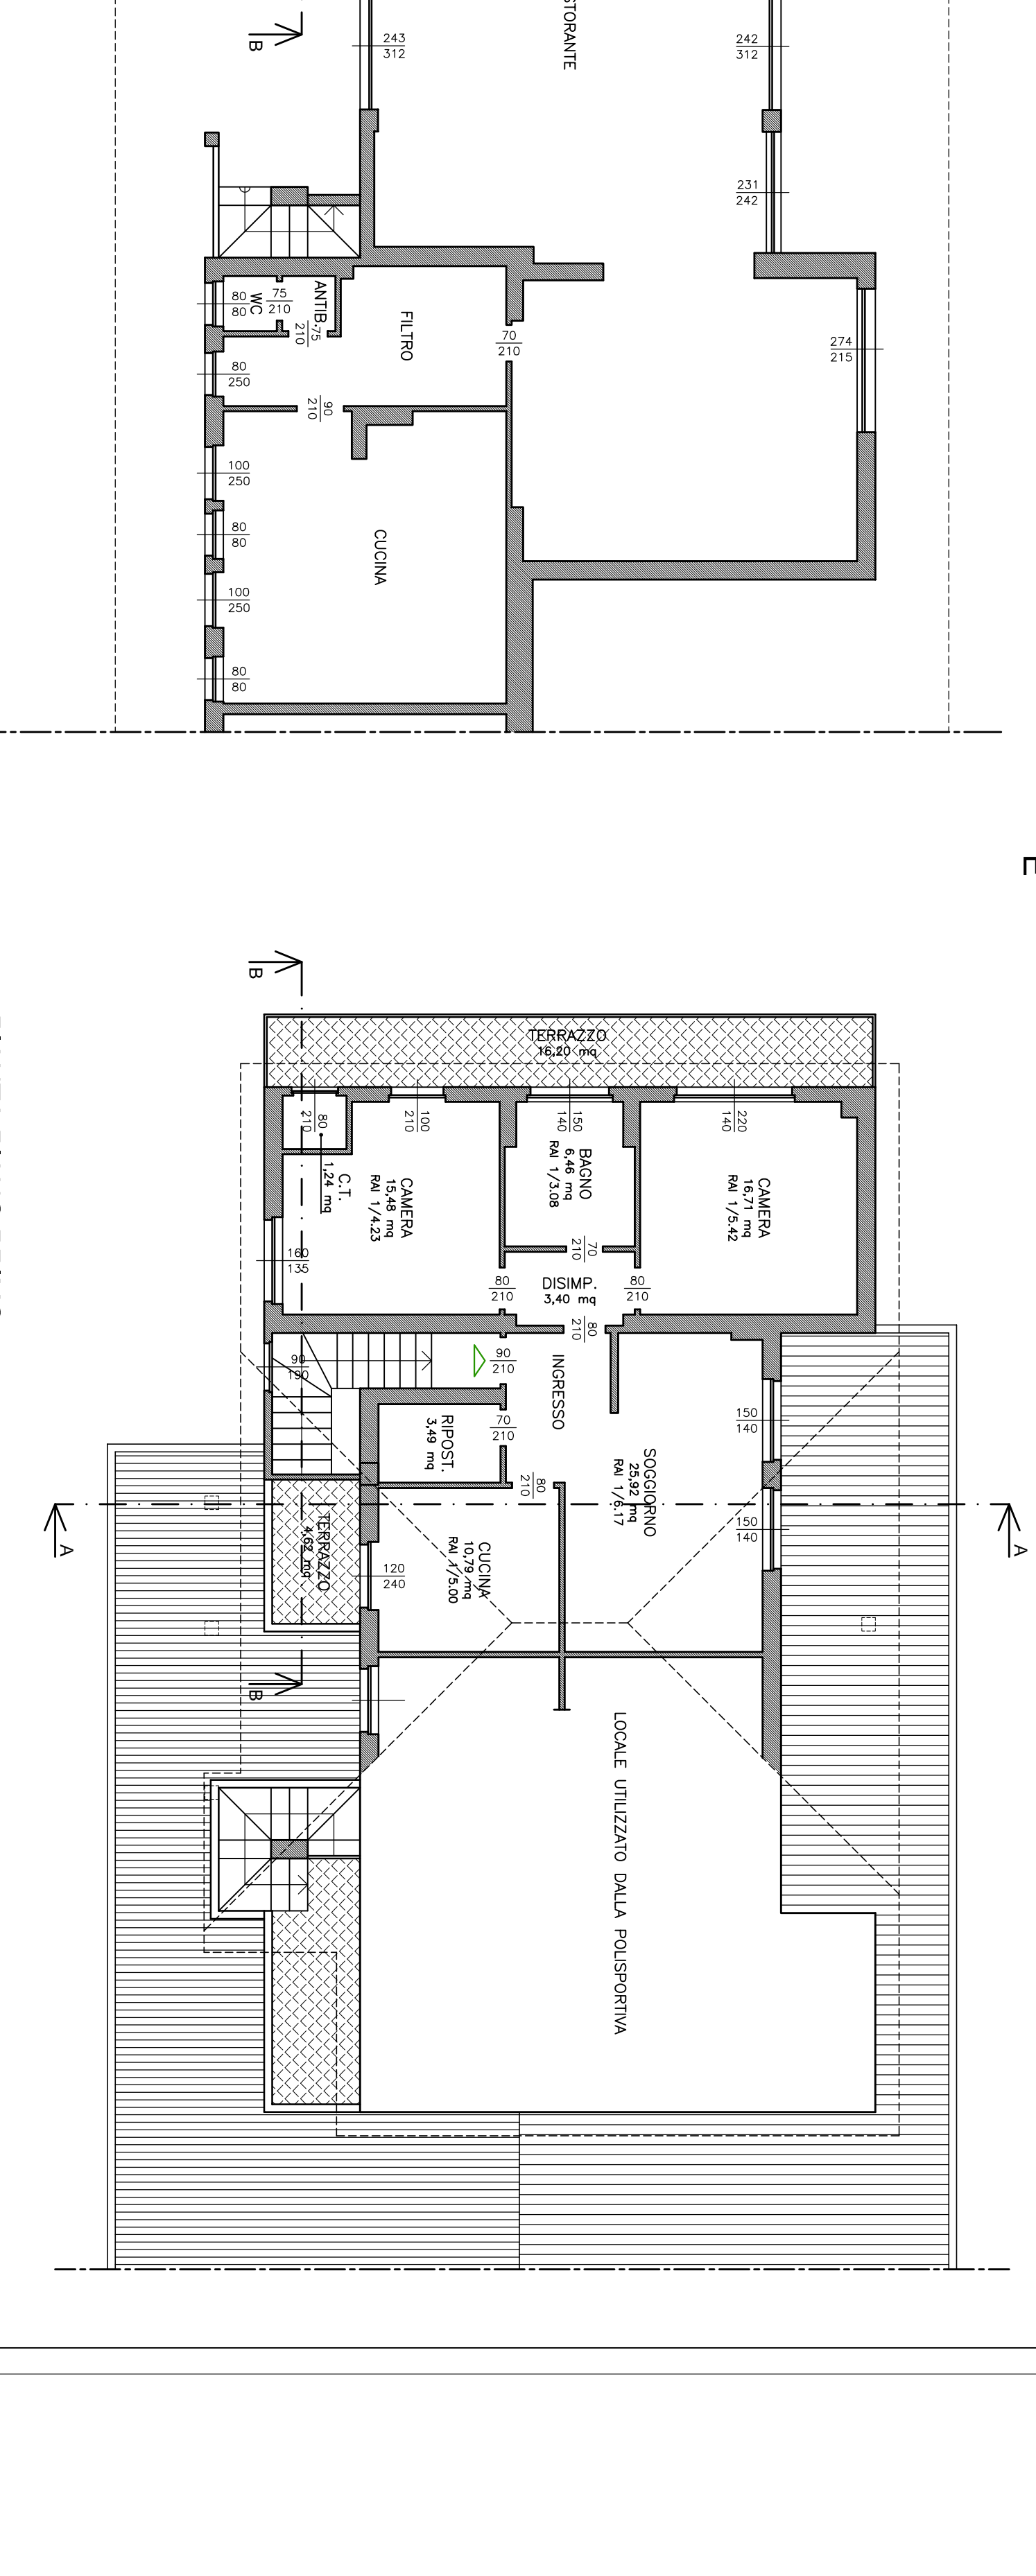 B
STORANTE
243
312
242
312
231
242
274
215
80
80
WC
75
210
ANTIB.
75
210
FILTRO
70
210
80
250
90
210
100
250
80
80
CUCINA
100
250
80
80
B
TERRAZZO
16,20 mq
80
210
100
210
150
140
220
140
C.T.
1,24 mq
CAMERA
15,48 mq
RAI 1/4.23
BAGNO
6,46 mq
RAI 1/3.08
CAMERA
16,71 mq
RAI 1/5.42
160
135
70
210
80
210
DISIMP.
3,40 mq
80
210
80
210
90
190
90
210
INGRESSO
RIPOST.
3,49 mq
70
210
80
210
SOGGIORNO
25,92 mq
RAI 1/6.17
150
140
150
140
A
A
TERRAZZO
4,62 mq
120
240
CUCINA
10,79 mq
RAI 1/5.00
B
LOCALE UTILIZZATO DALLA POLISPORTIVA